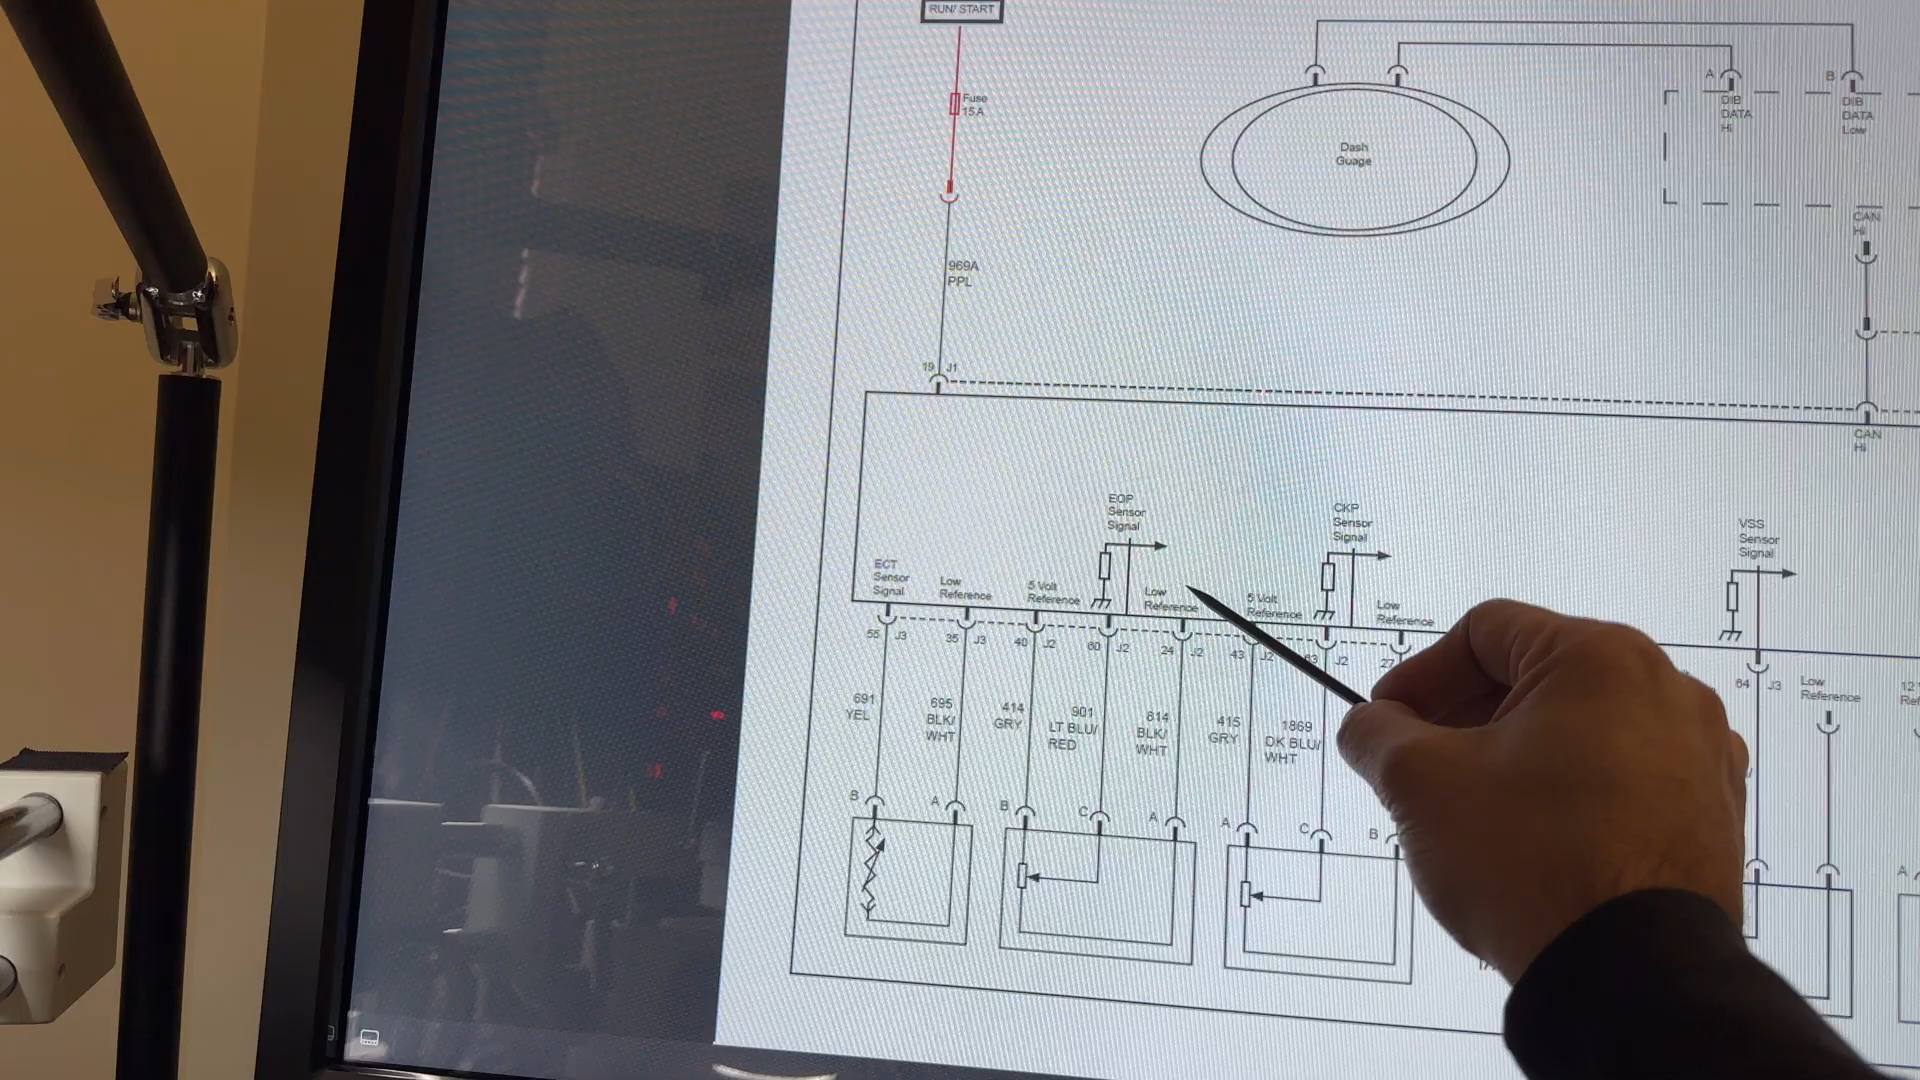 RUN/ START
Fuse
15A
969A
PPL
19 J1
Dash
Guage
A
DIB
DATA
Hi
B
DIB
DATA
Low
CAN
Hi
CAN
Hi
ECT
Sensor
Signal
Low
Reference
5 Volt
Reference
EOP
Sensor
Signal
Low
Reference
5 Volt
Reference
CKP
Sensor
Signal
Low
Reference
VSS
Sensor
Signal
55 J3
35 J3
40 J2
60 J2
24 J2
43 J2
63 J2
27
64 J3
Low
Reference
12
691
YEL
695
BLK/
WHT
414
GRY
901
LT BLU/
RED
814
BLK/
WHT
415
GRY
1869
DK BLU/
WHT
B
A
B
C
A
A
C
B
A